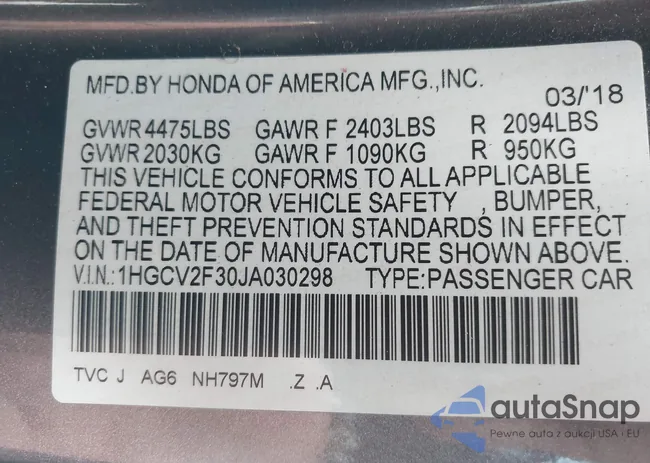 MFD.BY HONDA OF AMERICA MFG.,INC.
03/'18
GVWR 4475LBS GAWR F 2403LBS R 2094LBS
GVWR 2030KG GAWR F 1090KG R 950KG
THIS VEHICLE CONFORMS TO ALL APPLICABLE
FEDERAL MOTOR VEHICLE SAFETY , BUMPER,
AND THEFT PREVENTION STANDARDS IN EFFECT
ON THE DATE OF MANUFACTURE SHOWN ABOVE.
V.I.N.:1HGCV2F30JA030298 TYPE:PASSENGER CAR
TVC J AG6 NH797M .Z .A
autaSnap
Pewne auta z aukcji USA i EU